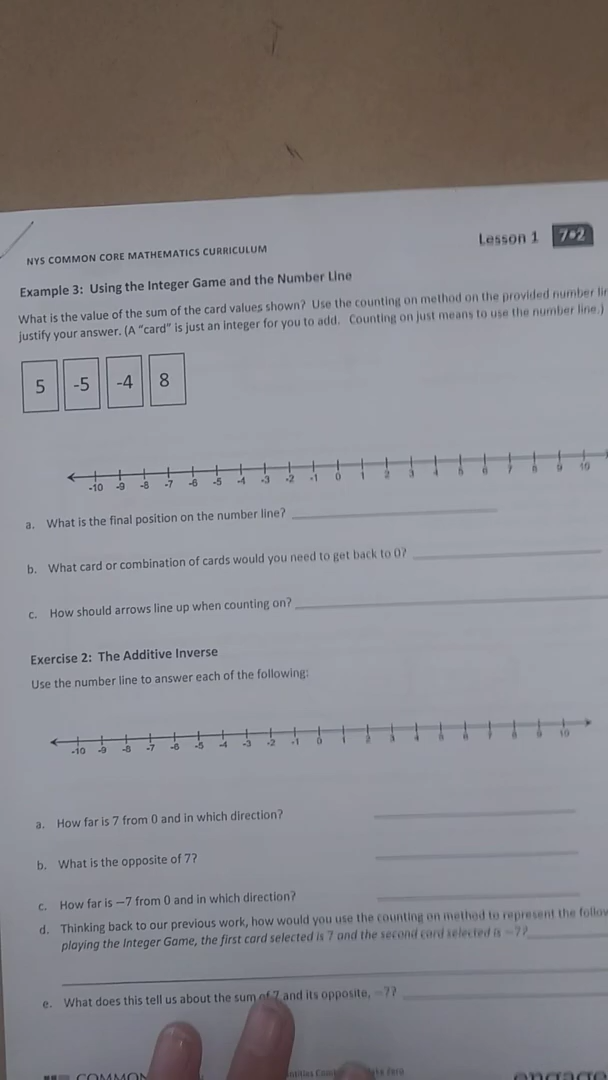 Lesson 1 7•2
NYS COMMON CORE MATHEMATICS CURRICULUM
Example 3: Using the Integer Game and the Number Line
What is the value of the sum of the card values shown? Use the counting on method on the provided number
justify your answer. (A "card" is just an integer for you to add. Counting on just means to use the number line.)
5 -5 -4 8
-10 -9 -8 -7 -6 -5 -4 -3 -2 -1 0 1 2 3 4 5 6 7 8 9 10
a. What is the final position on the number line?
b. What card or combination of cards would you need to get back to 0?
c. How should arrows line up when counting on?
Exercise 2: The Additive Inverse
Use the number line to answer each of the following:
-10 -9 -8 -7 -6 -5 -4 -3 -2 -1 0 1 2 3 4 5 6 7 8 9 10
a. How far is 7 from 0 and in which direction?
b. What is the opposite of 7?
c. How far is −7 from 0 and in which direction?
d. Thinking back to our previous work, how would you use the counting on method to represent the
playing the Integer Game, the first card selected is 7 and the second card selected is −7?
e. What does this tell us about the sum of 7 and its opposite, −7?
COMMON